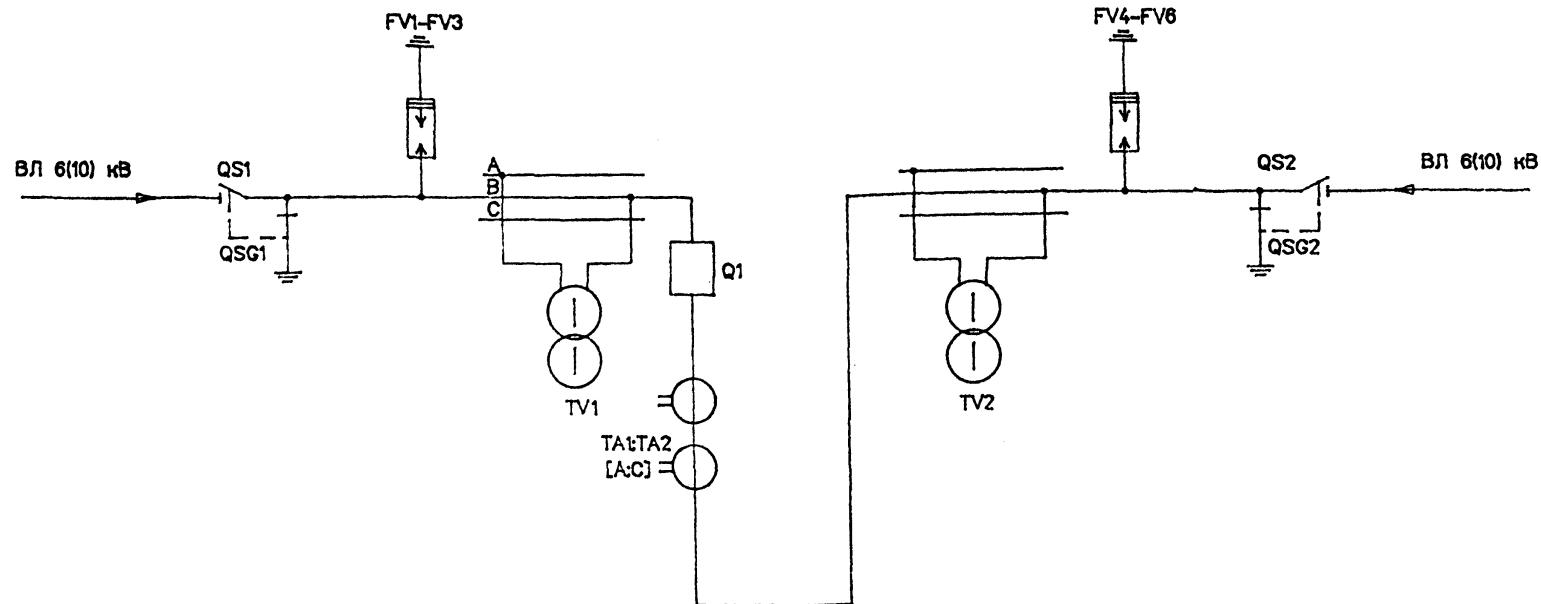 FV1-FV3
FV4-FV6
ВЛ 6(10) кВ
QS1
A
B
C
QS2
ВЛ 6(10) кВ
QSG1
QSG2
Q1
TV1
TV2
TA1;TA2
[A;C]